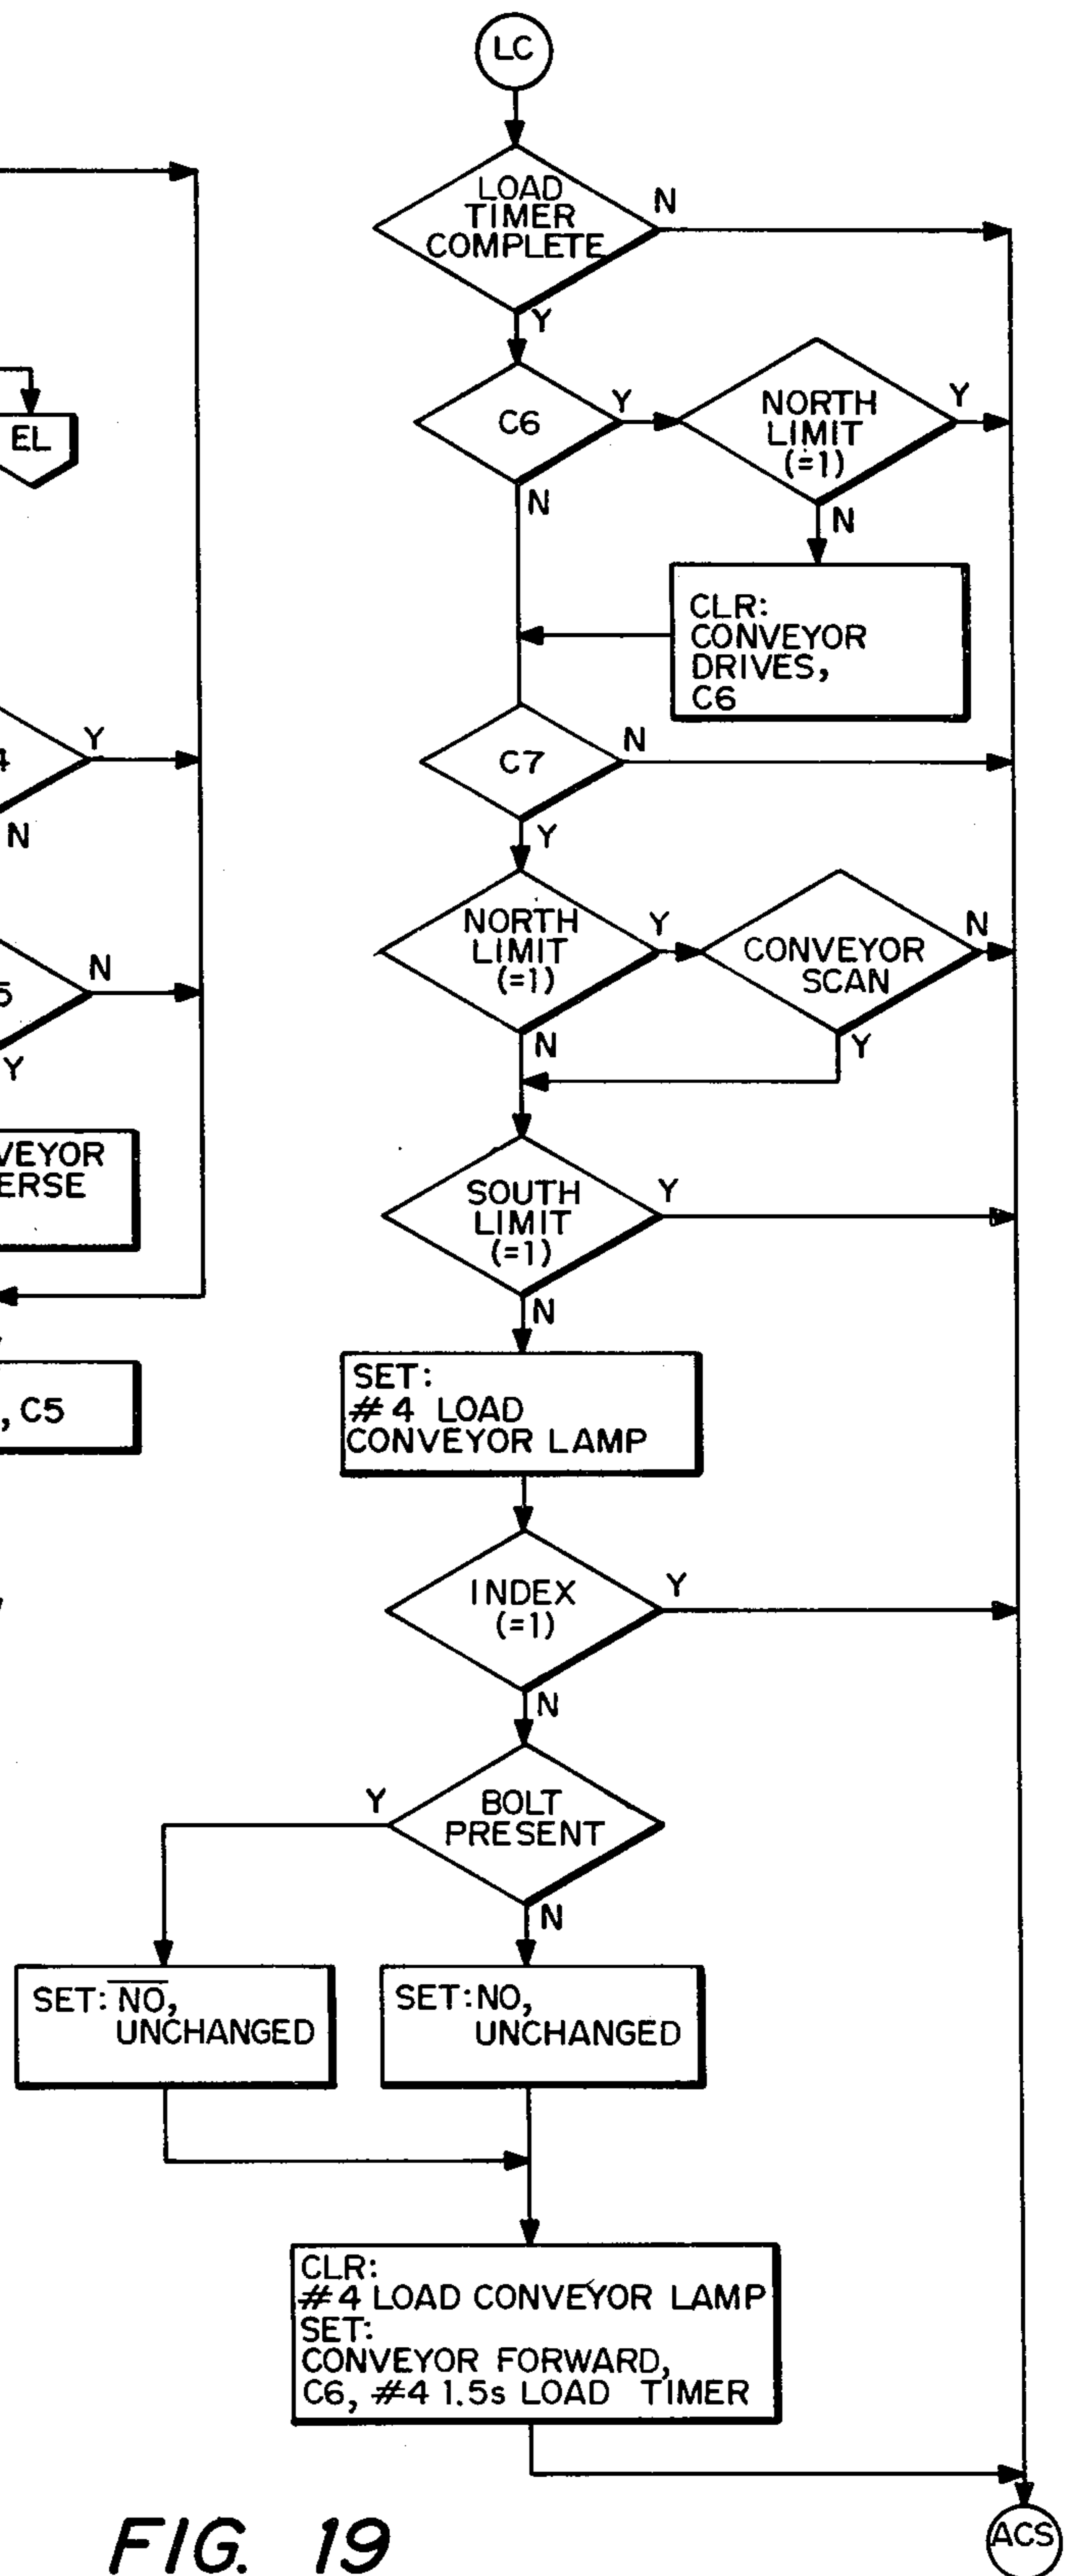 LC
LOAD
TIMER
COMPLETE
N
Y
C6
Y
N
NORTH
LIMIT
(=1)
Y
N
CLR:
CONVEYOR
DRIVES,
C6
C7
N
Y
NORTH
LIMIT
(=1)
Y
N
CONVEYOR
SCAN
N
Y
SOUTH
LIMIT
(=1)
Y
N
SET:
#4 LOAD
CONVEYOR LAMP
INDEX
(=1)
Y
N
BOLT
PRESENT
Y
N
SET: N̅O̅,
UNCHANGED
SET:NO,
UNCHANGED
CLR:
#4 LOAD CONVEYOR LAMP
SET:
CONVEYOR FORWARD,
C6, #4 1.5s LOAD TIMER
ACS
EL
4
Y
N
5
N
Y
VEYOR
ERSE
, C5
FIG. 19